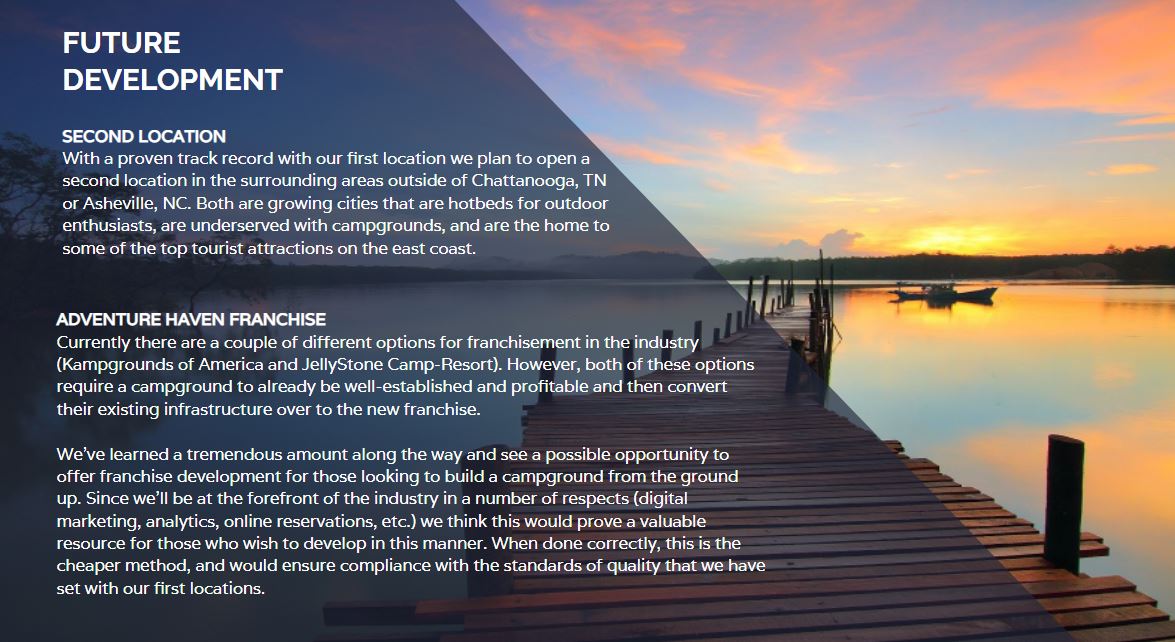 FUTURE
DEVELOPMENT
SECOND LOCATION
With a proven track record with our first location we plan to open a
second location in the surrounding areas outside of Chattanooga, TN
or Asheville, NC. Both are growing cities that are hotbeds for outdoor
enthusiasts, are underserved with campgrounds, and are the home to
some of the top tourist attractions on the east coast.
ADVENTURE HAVEN FRANCHISE
Currently there are a couple of different options for franchisement in the industry
(Kampgrounds of America and JellyStone Camp-Resort). However, both of these options
require a campground to already be well-established and profitable and then convert
their existing infrastructure over to the new franchise.
We've learned a tremendous amount along the way and see a possible opportunity to
offer franchise development for those looking to build a campground from the ground
up. Since we'll be at the forefront of the industry in a number of respects (digital
marketing, analytics, online reservations, etc.) we think this would prove a valuable
resource for those who wish to develop in this manner. When done correctly, this is the
cheaper method, and would ensure compliance with the standards of quality that we have
set with our first locations.